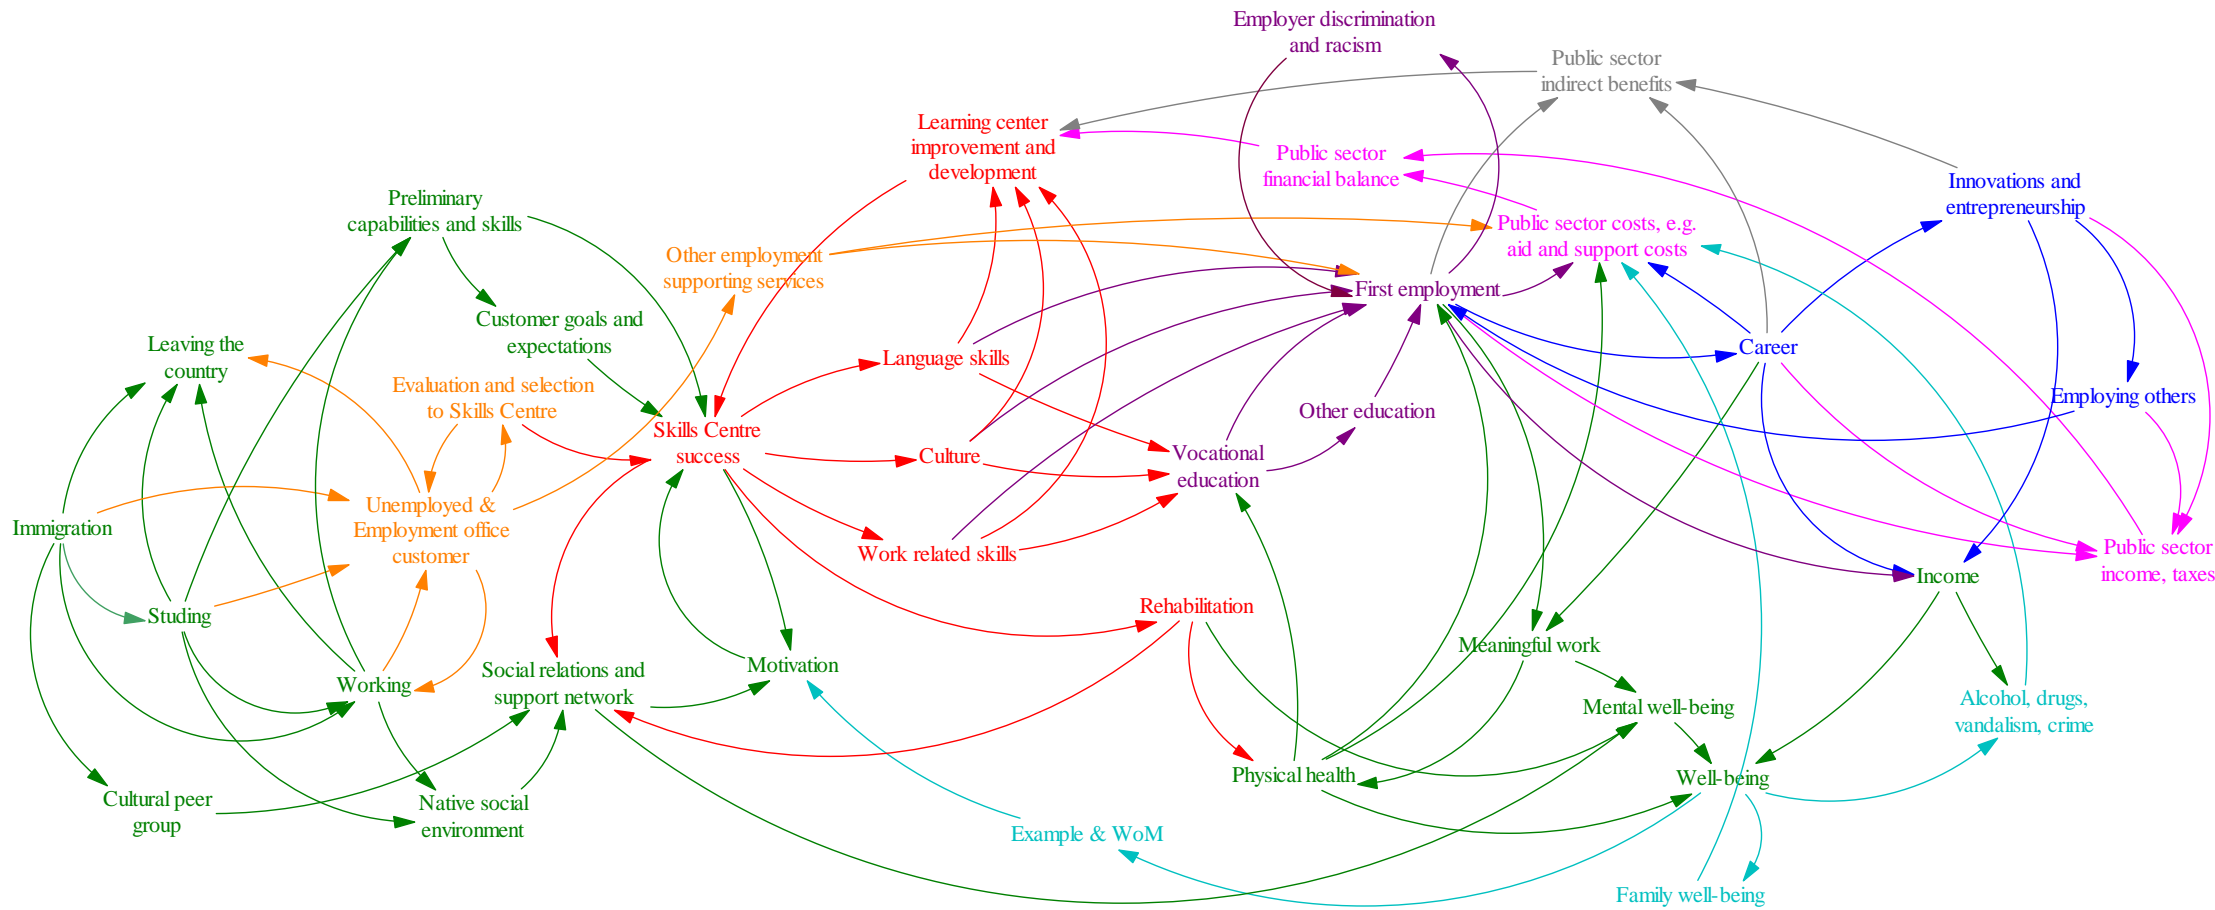 Employer discrimination
and racism
Public sector
indirect benefits
Learning center
improvement and
development
Public sector
financial balance
Innovations and
entrepreneurship
Preliminary
capabilities and skills
Public sector costs, e.g.
aid and support costs
Other employment
supporting services
First employment
Customer goals and
expectations
Leaving the
country
Language skills
Career
Evaluation and selection
to Skills Centre
Employing others
Other education
Skills Centre
success
Culture
Vocational
education
Unemployed &
Employment office
customer
Immigration
Work related skills
Public sector
income, taxes
Income
Studing
Rehabilitation
Meaningful work
Social relations and
support network
Motivation
Working
Mental well-being
Alcohol, drugs,
vandalism, crime
Physical health
Well-being
Cultural peer
group
Native social
environment
Example & WoM
Family well-being